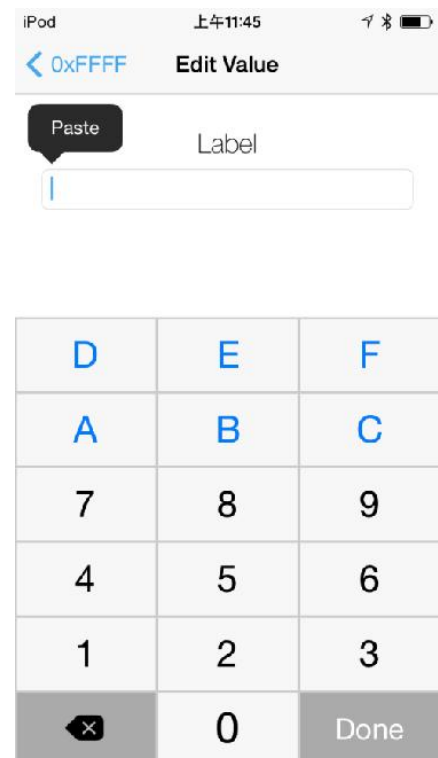 iPod 上午11:45
0xFFFF Edit Value
Paste
Label
D E F
A B C
7 8 9
4 5 6
1 2 3
0 Done